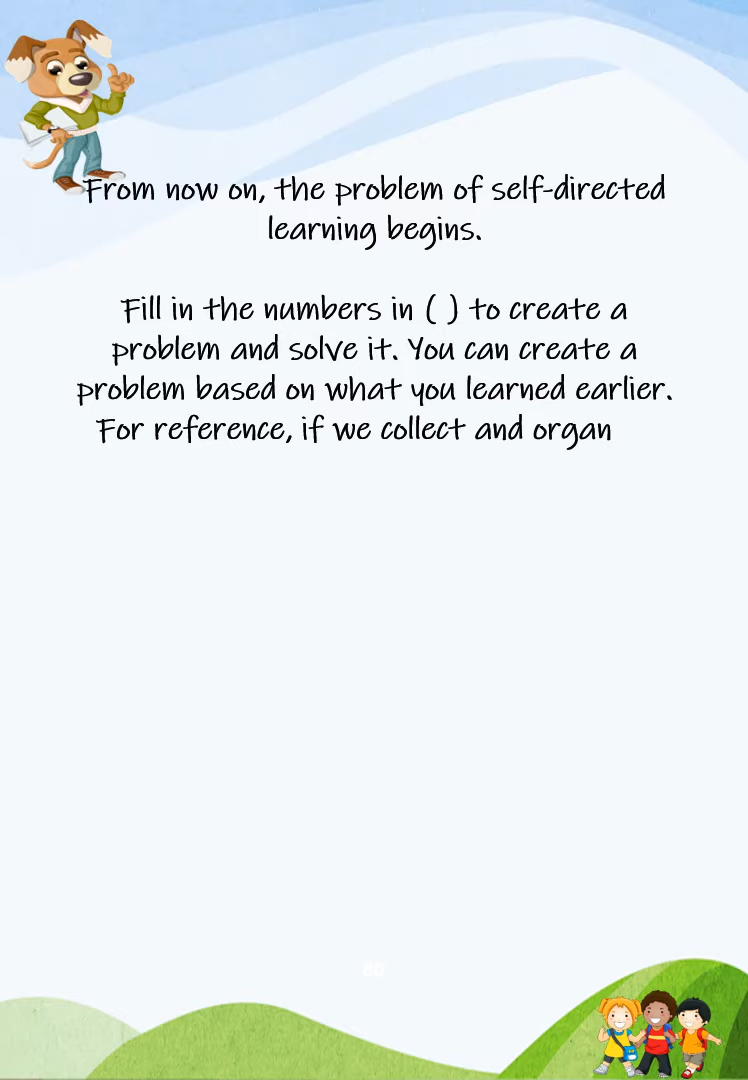 From now on, the problem of self-directed
learning begins.
Fill in the numbers in ( ) to create a
problem and solve it. You can create a
problem based on what you learned earlier.
For reference, if we collect and organ
80